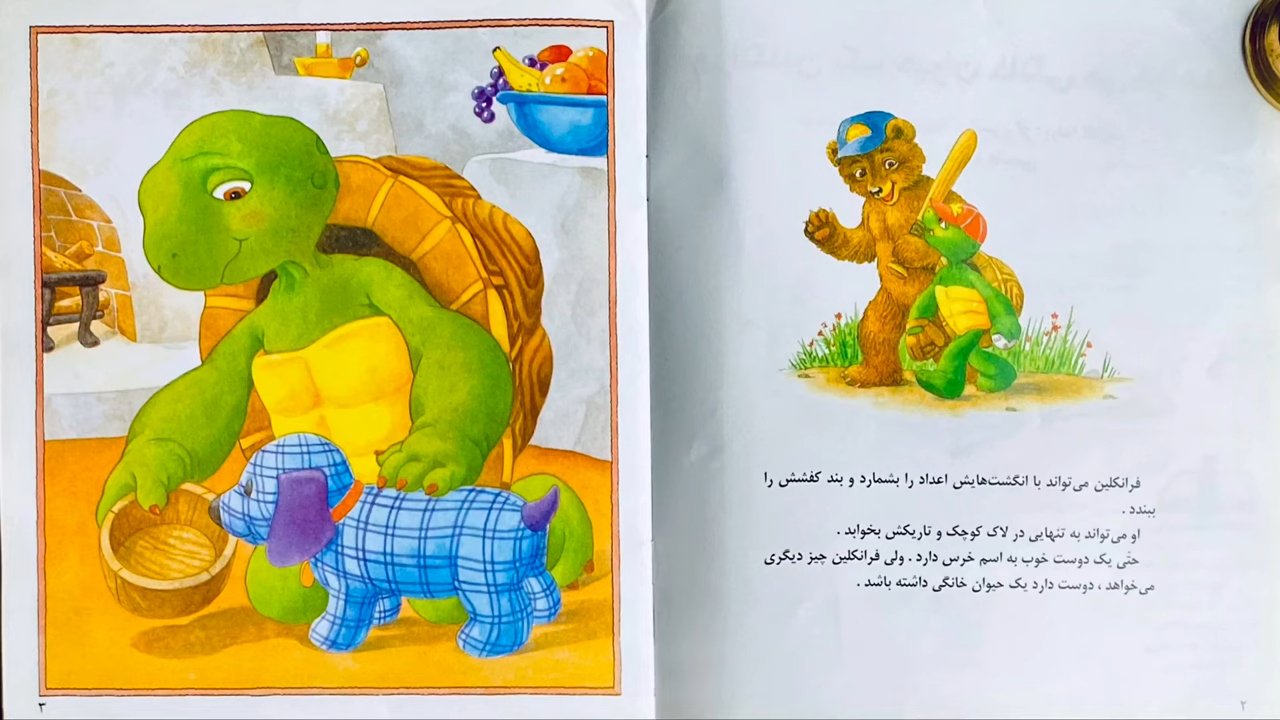 فرانکلین می‌تواند با انگشت‌هایش اعداد را بشمارد و بند کفشش را
ببندد .
او می‌تواند به تنهایی در لاک کوچک و تاریکش بخوابد .
حتّی یک دوست خوب به اسم خرس دارد . ولی فرانکلین چیز دیگری
می‌خواهد ، دوست دارد یک حیوان خانگی داشته باشد .
۲
۳